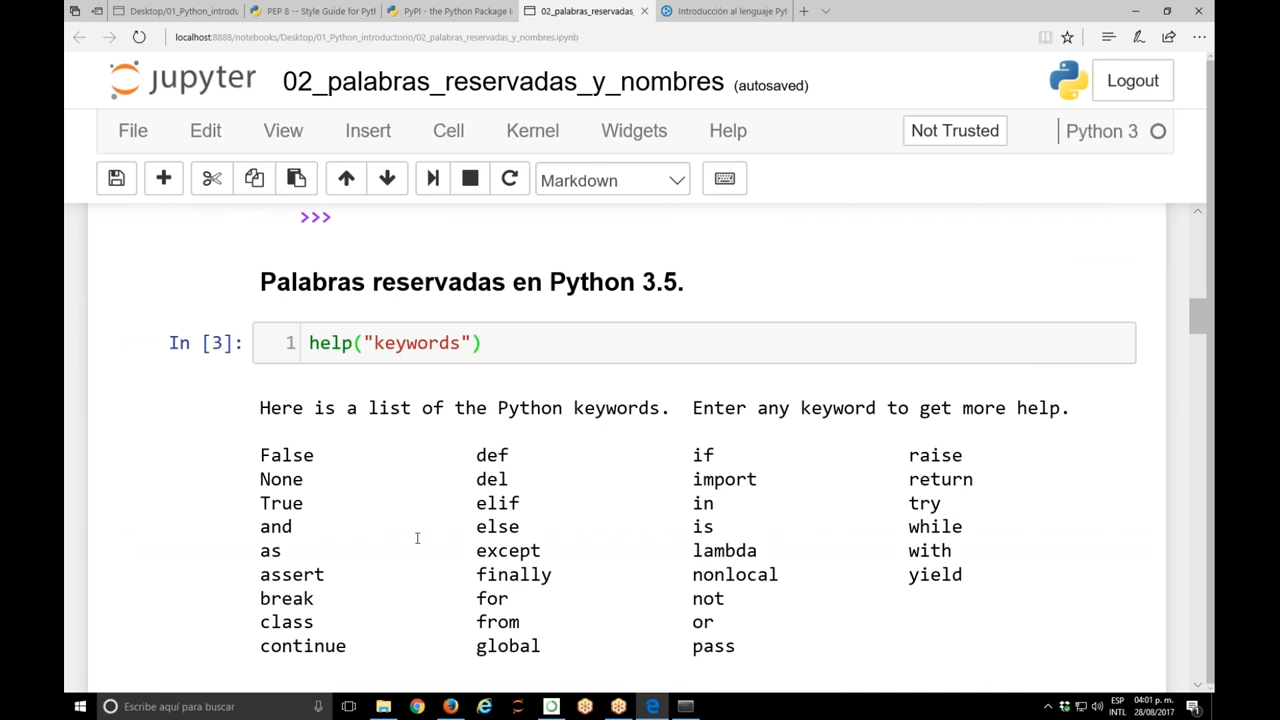 Desktop/01_Python_introdu PEP 8 -- Style Guide for Pytl PyPI - the Python Package I 02_palabras_reservadas_ Introducción al lenguaje Pyt
localhost:8888/notebooks/Desktop/01_Python_introductorio/02_palabras_reservadas_y_nombres.ipynb
jupyter 02_palabras_reservadas_y_nombres (autosaved) Logout
File Edit View Insert Cell Kernel Widgets Help Not Trusted Python 3
Markdown
>>>
Palabras reservadas en Python 3.5.
In [3]: 1 help("keywords")
Here is a list of the Python keywords.  Enter any keyword to get more help.
False def if raise
None del import return
True elif in try
and else is while
as except lambda with
assert finally nonlocal yield
break for not
class from or
continue global pass
Escribe aquí para buscar
ESP 04:01 p. m.
INTL 28/08/2017